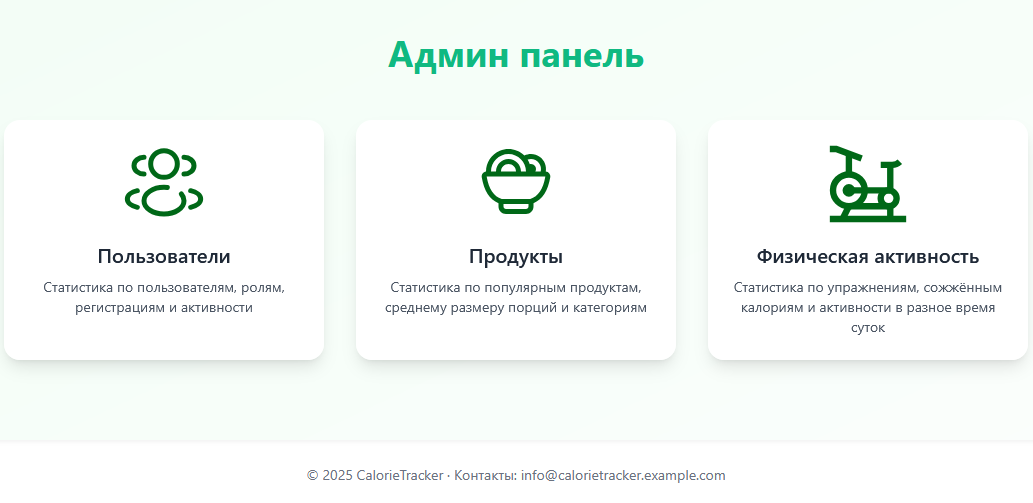 Админ панель
Пользователи
Статистика по пользователям, ролям,
регистрациям и активности
Продукты
Статистика по популярным продуктам,
среднему размеру порций и категориям
Физическая активность
Статистика по упражнениям, сожжённым
калориям и активности в разное время
суток
© 2025 CalorieTracker · Контакты: info@calorietracker.example.com